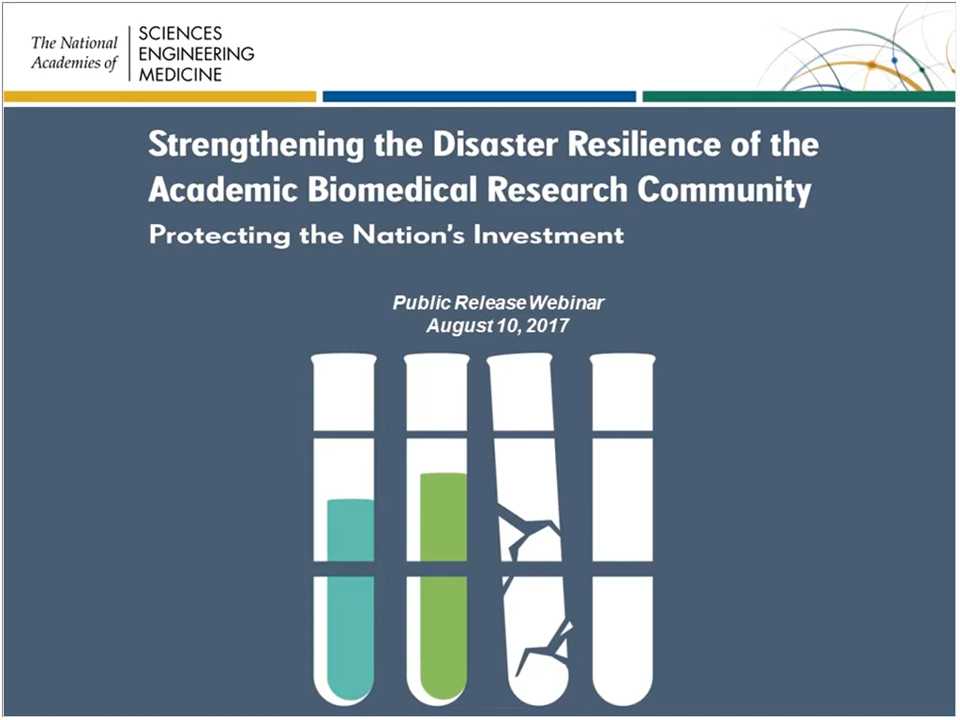 The National
Academies of
SCIENCES
ENGINEERING
MEDICINE
Strengthening the Disaster Resilience of the
Academic Biomedical Research Community
Protecting the Nation's Investment
Public Release Webinar
August 10, 2017